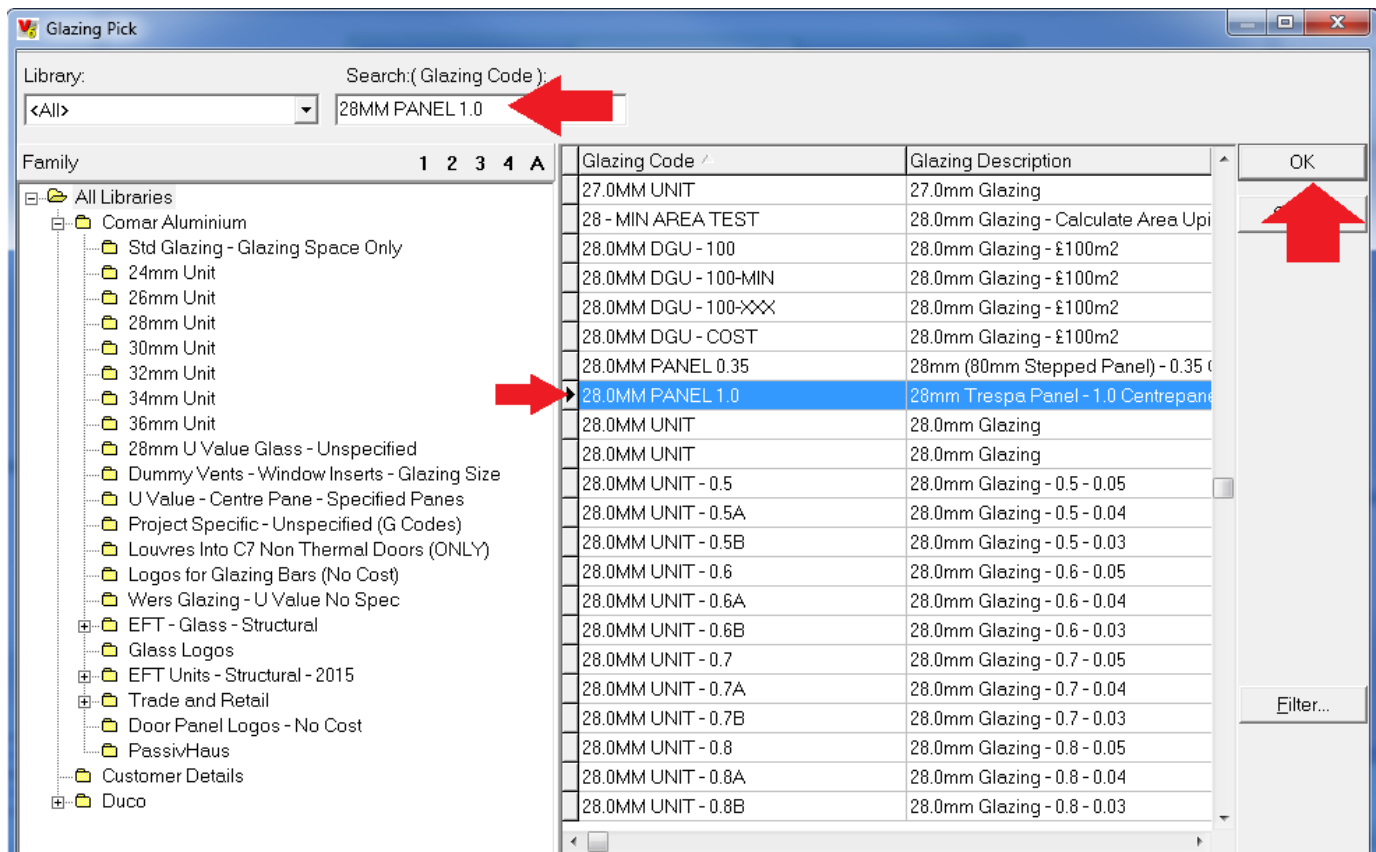 Glazing Pick
Library:
Search:( Glazing Code ):
<All>
28MM PANEL 1.0
Family 1 2 3 4 A
All Libraries
Comar Aluminium
Std Glazing - Glazing Space Only
24mm Unit
26mm Unit
28mm Unit
30mm Unit
32mm Unit
34mm Unit
36mm Unit
28mm U Value Glass - Unspecified
Dummy Vents - Window Inserts - Glazing Size
U Value - Centre Pane - Specified Panes
Project Specific - Unspecified (G Codes)
Louvres Into C7 Non Thermal Doors (ONLY)
Logos for Glazing Bars (No Cost)
Wers Glazing - U Value No Spec
EFT - Glass - Structural
Glass Logos
EFT Units - Structural - 2015
Trade and Retail
Door Panel Logos - No Cost
PassivHaus
Customer Details
Duco
Glazing Code Glazing Description
27.0MM UNIT 27.0mm Glazing
28 - MIN AREA TEST 28.0mm Glazing - Calculate Area Upi
28.0MM DGU - 100 28.0mm Glazing - £100m2
28.0MM DGU - 100-MIN 28.0mm Glazing - £100m2
28.0MM DGU - 100-XXX 28.0mm Glazing - £100m2
28.0MM DGU - COST 28.0mm Glazing - £100m2
28.0MM PANEL 0.35 28mm (80mm Stepped Panel) - 0.35
28.0MM PANEL 1.0 28mm Trespa Panel - 1.0 Centrepane
28.0MM UNIT 28.0mm Glazing
28.0MM UNIT 28.0mm Glazing
28.0MM UNIT - 0.5 28.0mm Glazing - 0.5 - 0.05
28.0MM UNIT - 0.5A 28.0mm Glazing - 0.5 - 0.04
28.0MM UNIT - 0.5B 28.0mm Glazing - 0.5 - 0.03
28.0MM UNIT - 0.6 28.0mm Glazing - 0.6 - 0.05
28.0MM UNIT - 0.6A 28.0mm Glazing - 0.6 - 0.04
28.0MM UNIT - 0.6B 28.0mm Glazing - 0.6 - 0.03
28.0MM UNIT - 0.7 28.0mm Glazing - 0.7 - 0.05
28.0MM UNIT - 0.7A 28.0mm Glazing - 0.7 - 0.04
28.0MM UNIT - 0.7B 28.0mm Glazing - 0.7 - 0.03
28.0MM UNIT - 0.8 28.0mm Glazing - 0.8 - 0.05
28.0MM UNIT - 0.8A 28.0mm Glazing - 0.8 - 0.04
28.0MM UNIT - 0.8B 28.0mm Glazing - 0.8 - 0.03
OK
Filter...